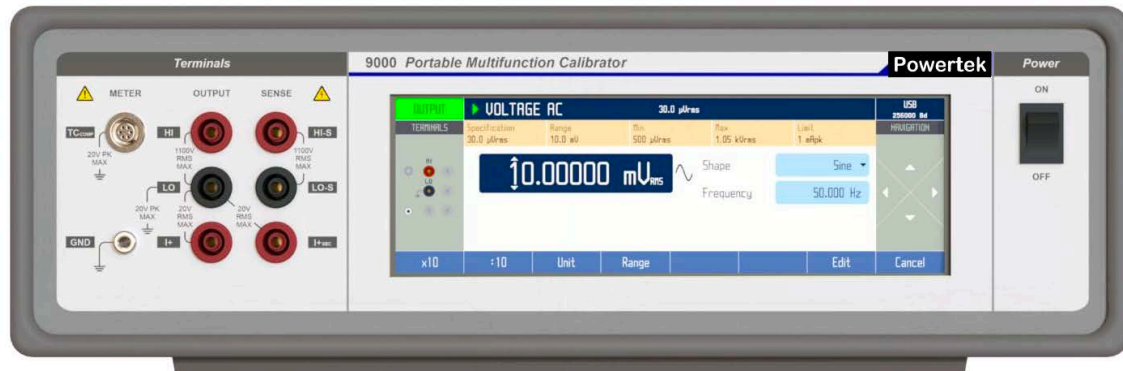 Terminals
9000 Portable Multifunction Calibrator
Powertek
Power
METER
OUTPUT
SENSE
ON
OFF
TCCOMP
HI
HI-S
20V PK
MAX
1100V
RMS
MAX
1100V
RMS
MAX
LO
LO-S
20V PK
MAX
20V
RMS
MAX
20V
RMS
MAX
GND
I+
I+SEC
OUTPUT
VOLTAGE AC
30.0 µVrms
USB
256000 Bd
TERMINALS
Specification
30.0 µVrms
Range
10.0 mV
Min
500 µVrms
Max
1.05 kVrms
Limit
1 mApk
NAVIGATION
HI
LO
10.00000 mVRMS
Shape
Sine
Frequency
50.000 Hz
x10
:10
Unit
Range
Edit
Cancel